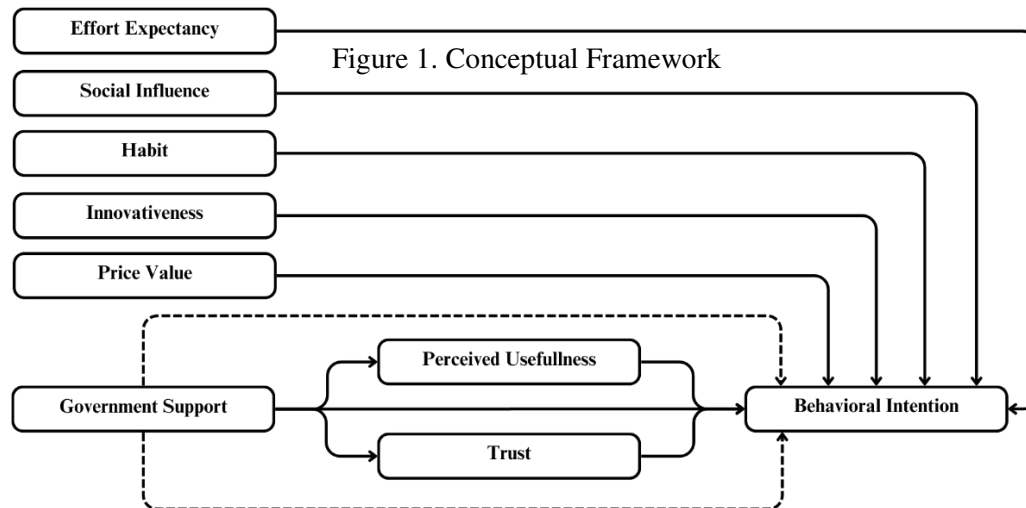 Effort Expectancy
Figure 1. Conceptual Framework
Social Influence
Habit
Innovativeness
Price Value
Perceived Usefullness
Government Support
Behavioral Intention
Trust